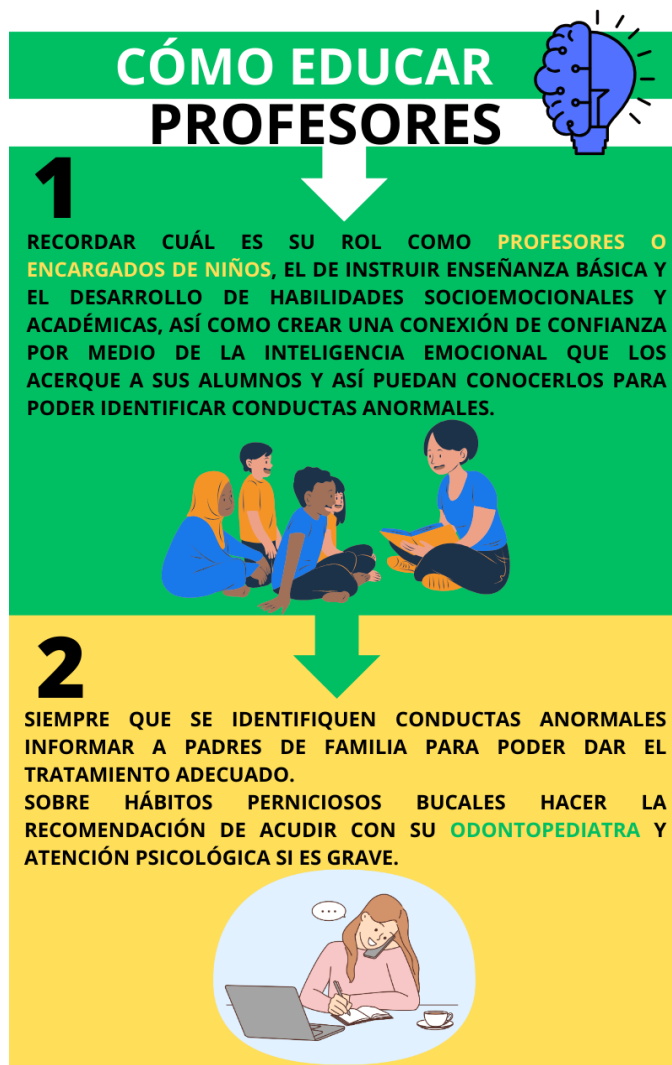 CÓMO EDUCAR
PROFESORES
1
RECORDAR CUÁL ES SU ROL COMO PROFESORES O
ENCARGADOS DE NIÑOS, EL DE INSTRUIR ENSEÑANZA BÁSICA Y
EL DESARROLLO DE HABILIDADES SOCIOEMOCIONALES Y
ACADÉMICAS, ASÍ COMO CREAR UNA CONEXIÓN DE CONFIANZA
POR MEDIO DE LA INTELIGENCIA EMOCIONAL QUE LOS
ACERQUE A SUS ALUMNOS Y ASÍ PUEDAN CONOCERLOS PARA
PODER IDENTIFICAR CONDUCTAS ANORMALES.
2
SIEMPRE QUE SE IDENTIFIQUEN CONDUCTAS ANORMALES
INFORMAR A PADRES DE FAMILIA PARA PODER DAR EL
TRATAMIENTO ADECUADO.
SOBRE HÁBITOS PERNICIOSOS BUCALES HACER LA
RECOMENDACIÓN DE ACUDIR CON SU ODONTOPEDIATRA Y
ATENCIÓN PSICOLÓGICA SI ES GRAVE.